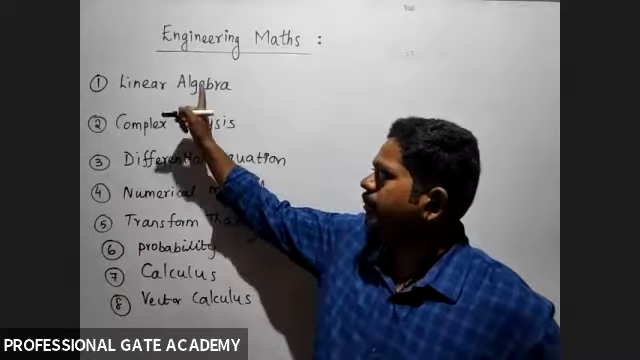 Engineering Maths :
① Linear Algebra
② Complex
③ Differential Equation
④ Numerical
⑤ Transform
⑥ probability
⑦ Calculus
⑧ Vector Calculus
PROFESSIONAL GATE ACADEMY